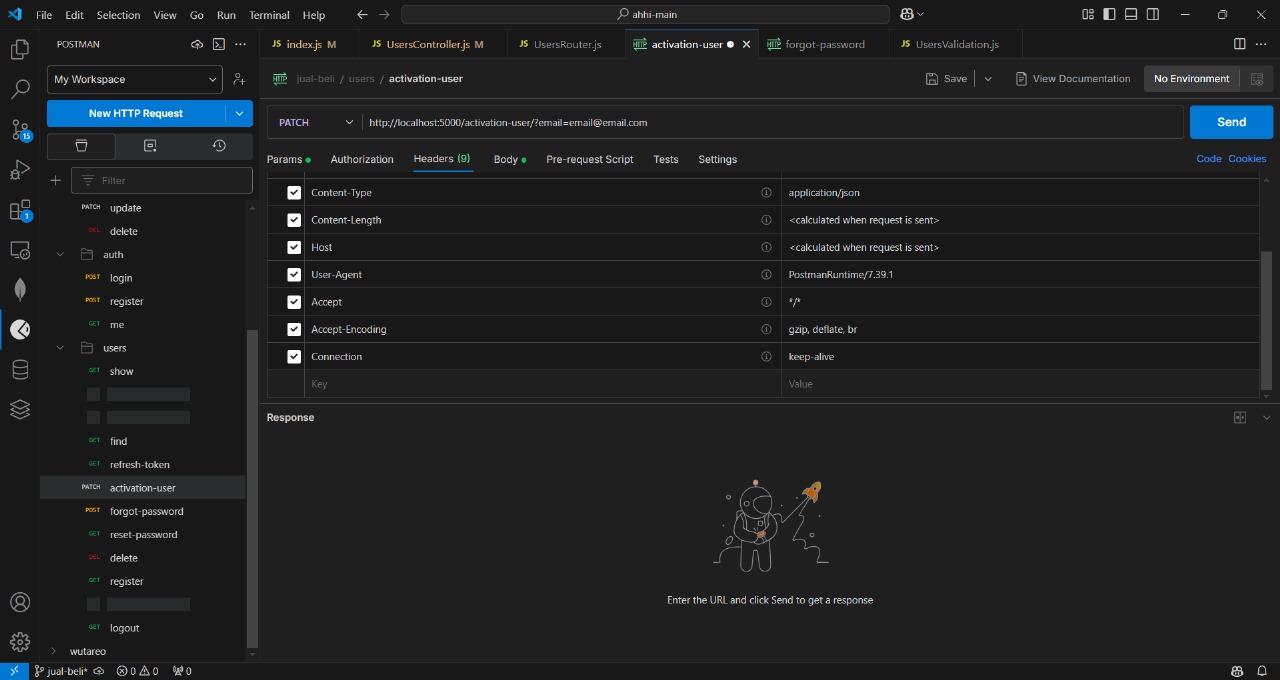 File Edit Selection View Go Run Terminal Help ahhi-main
POSTMAN
index.js M
UsersController.js M
UsersRouter.js
activation-user
forgot-password
UsersValidation.js
My Workspace
New HTTP Request
Filter
PATCH update
DEL delete
auth
POST login
POST register
GET me
users
GET show
GET find
GET refresh-token
PATCH activation-user
POST forgot-password
GET reset-password
DEL delete
GET register
GET logout
wutareo
HTTP jual-beli / users / activation-user
Save View Documentation No Environment
PATCH http://localhost:5000/activation-user/?email=email@email.com Send
Params Authorization Headers (9) Body Pre-request Script Tests Settings Code Cookies
Content-Type application/json
Content-Length <calculated when request is sent>
Host <calculated when request is sent>
User-Agent PostmanRuntime/7.39.1
Accept */*
Accept-Encoding gzip, deflate, br
Connection keep-alive
Key Value
Response
Enter the URL and click Send to get a response
15
1
jual-beli* 0 0 0